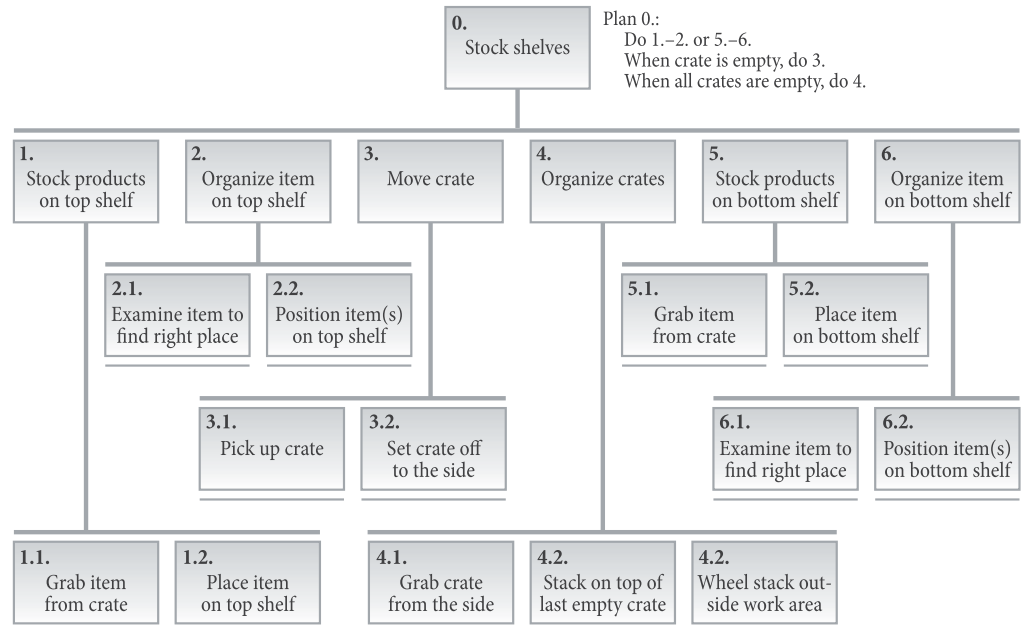 0.
Stock shelves
Plan 0.:
Do 1.–2. or 5.–6.
When crate is empty, do 3.
When all crates are empty, do 4.
1.
Stock products
on top shelf
2.
Organize item
on top shelf
3.
Move crate
4.
Organize crates
5.
Stock products
on bottom shelf
6.
Organize item
on bottom shelf
2.1.
Examine item to
find right place
2.2.
Position item(s)
on top shelf
5.1.
Grab item
from crate
5.2.
Place item
on bottom shelf
3.1.
Pick up crate
3.2.
Set crate off
to the side
6.1.
Examine item to
find right place
6.2.
Position item(s)
on bottom shelf
1.1.
Grab item
from crate
1.2.
Place item
on top shelf
4.1.
Grab crate
from the side
4.2.
Stack on top of
last empty crate
4.2.
Wheel stack out-
side work area